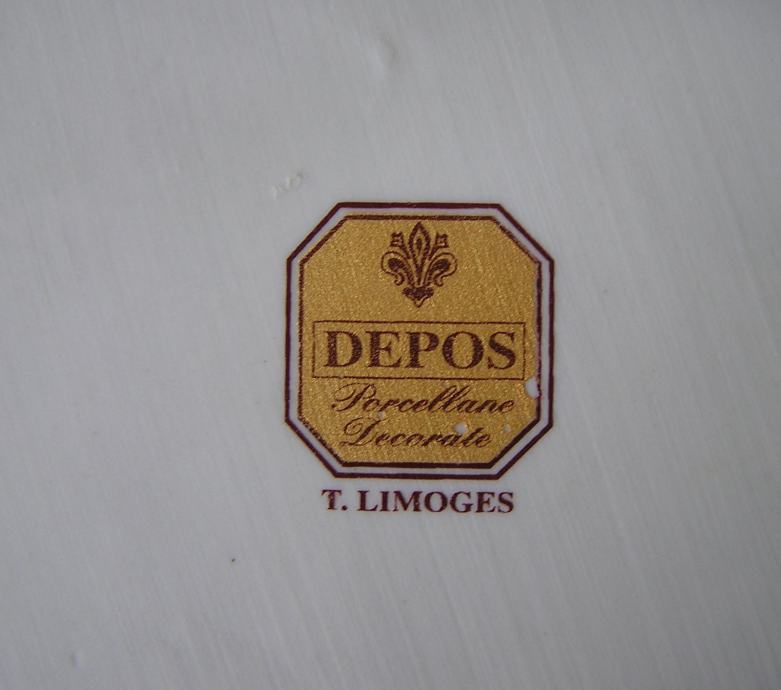 DEPOS
Porcellane
Decorate
T. LIMOGES